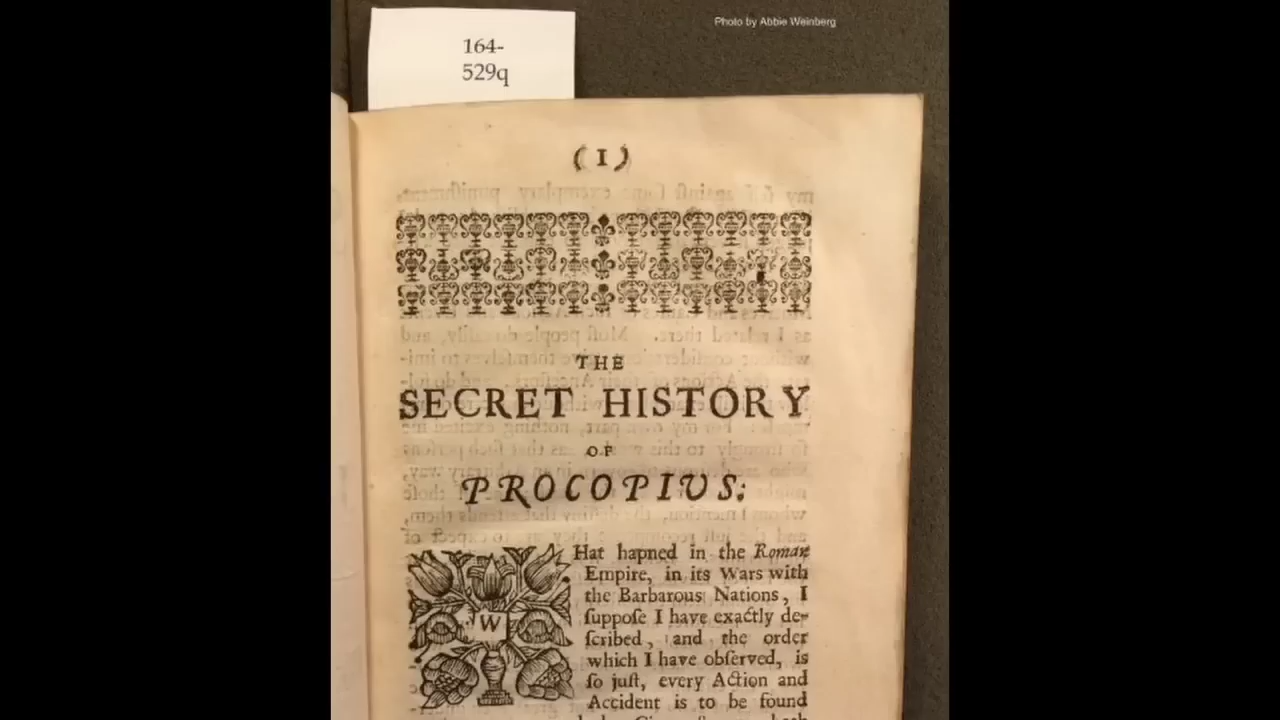 Photo by Abbie Weinberg
164-
529q
(1)
THE
SECRET HISTORY
OF
PROCOPIUS:
WHat hapned in the Roman
Empire, in its Wars with
the Barbarous Nations, I
ſuppoſe I have exactly de-
ſcribed, and the order
which I have obſerved, is
ſo juſt, every Action and
Accident is to be found